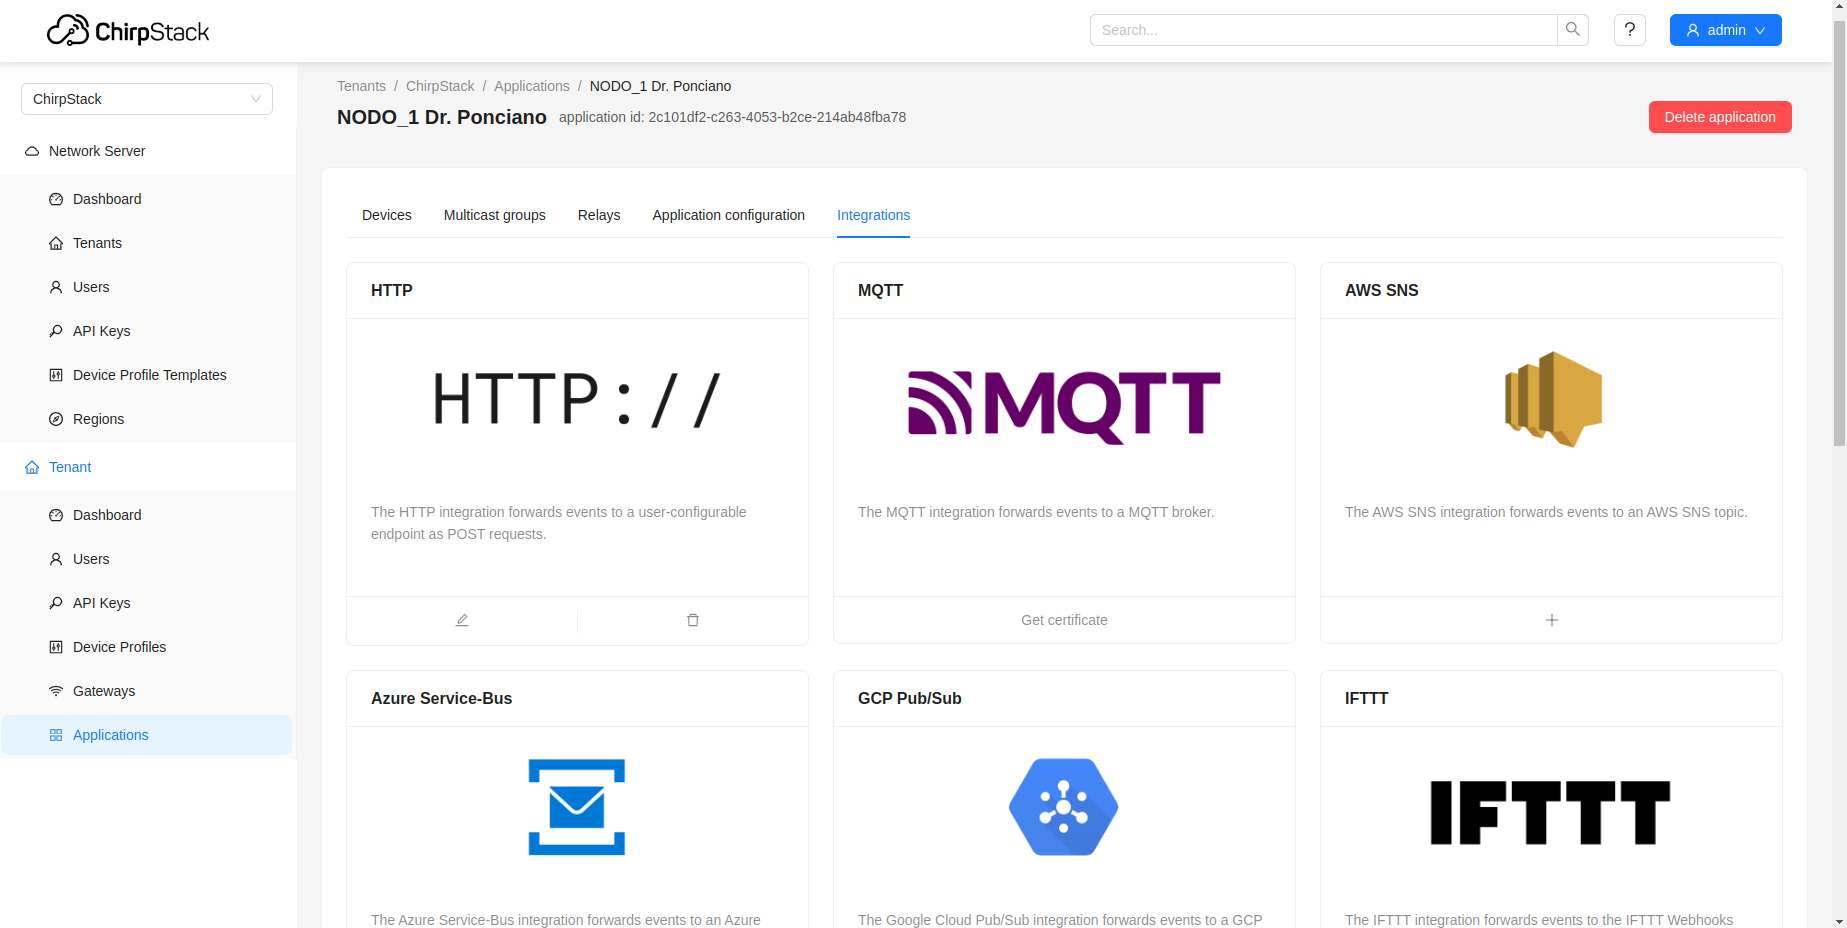 ChirpStack
Search...
?
admin
ChirpStack
Network Server
Dashboard
Tenants
Users
API Keys
Device Profile Templates
Regions
Tenant
Dashboard
Users
API Keys
Device Profiles
Gateways
Applications
Tenants / ChirpStack / Applications / NODO_1 Dr. Ponciano
NODO_1 Dr. Ponciano application id: 2c101df2-c263-4053-b2ce-214ab48fba78
Delete application
Devices Multicast groups Relays Application configuration Integrations
HTTP
HTTP://
The HTTP integration forwards events to a user-configurable
endpoint as POST requests.
MQTT
MQTT
The MQTT integration forwards events to a MQTT broker.
Get certificate
AWS SNS
The AWS SNS integration forwards events to an AWS SNS topic.
Azure Service-Bus
The Azure Service-Bus integration forwards events to an Azure
GCP Pub/Sub
The Google Cloud Pub/Sub integration forwards events to a GCP
IFTTT
IFTTT
The IFTTT integration forwards events to the IFTTT Webhooks